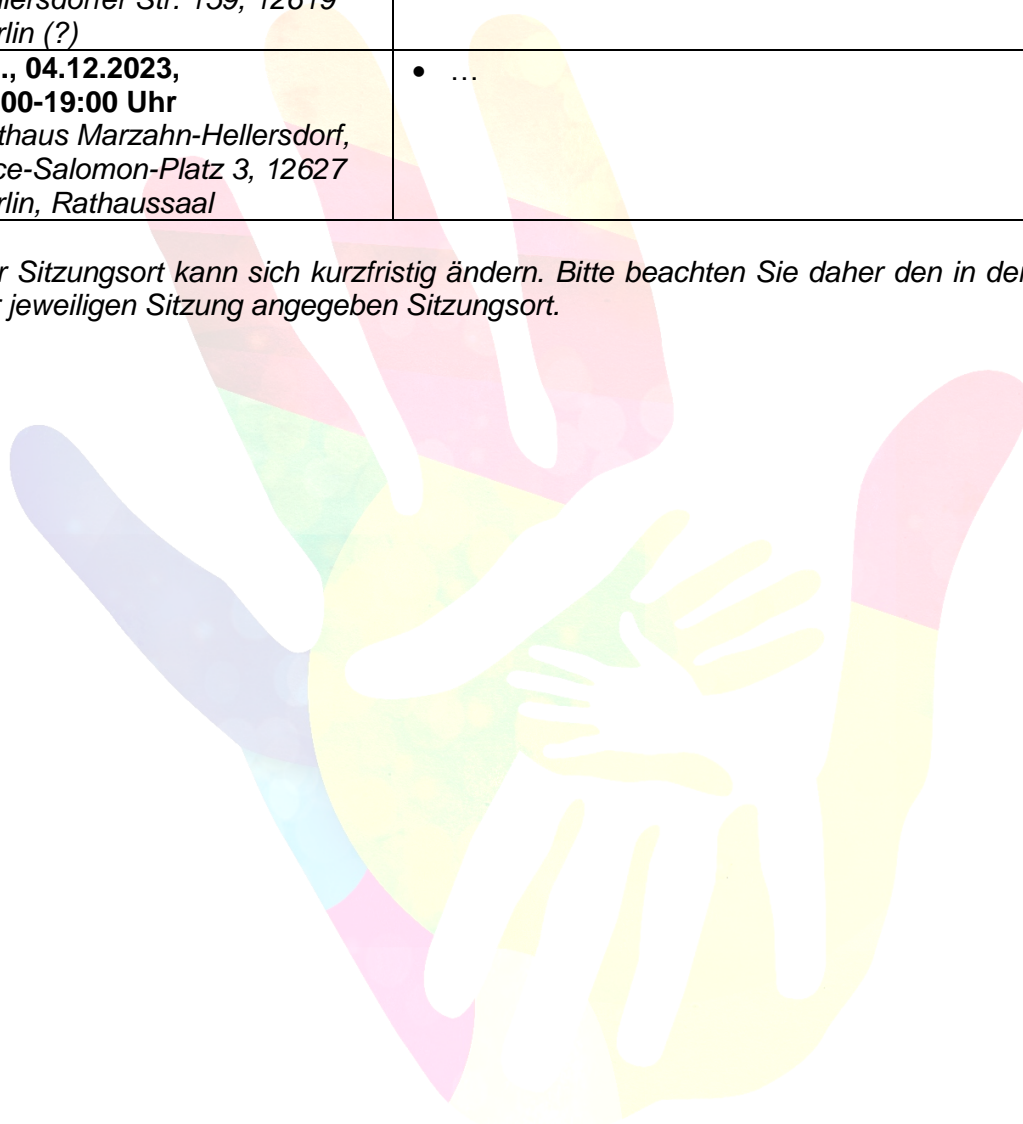 llersdorfer Str. 159, 12619
rlin (?)
., 04.12.2023,
00-19:00 Uhr
thaus Marzahn-Hellersdorf,
ce-Salomon-Platz 3, 12627
rlin, Rathaussaal
• …
r Sitzungsort kann sich kurzfristig ändern. Bitte beachten Sie daher den in der
r jeweiligen Sitzung angegeben Sitzungsort.